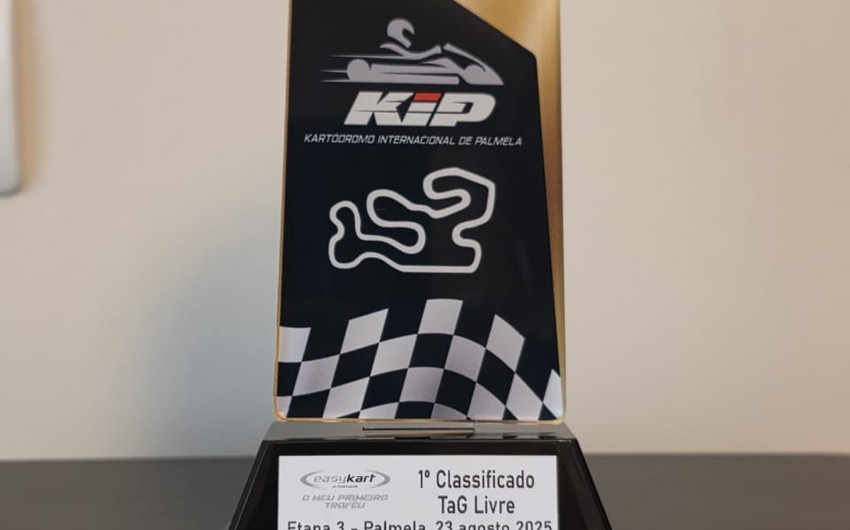 KiP
KARTÓDROMO INTERNACIONAL DE PALMELA
easykart
O MEU PRIMEIRO
TROFÉU
1º Classificado
TaG Livre
Etapa 3 - Palmela, 23 agosto 2025